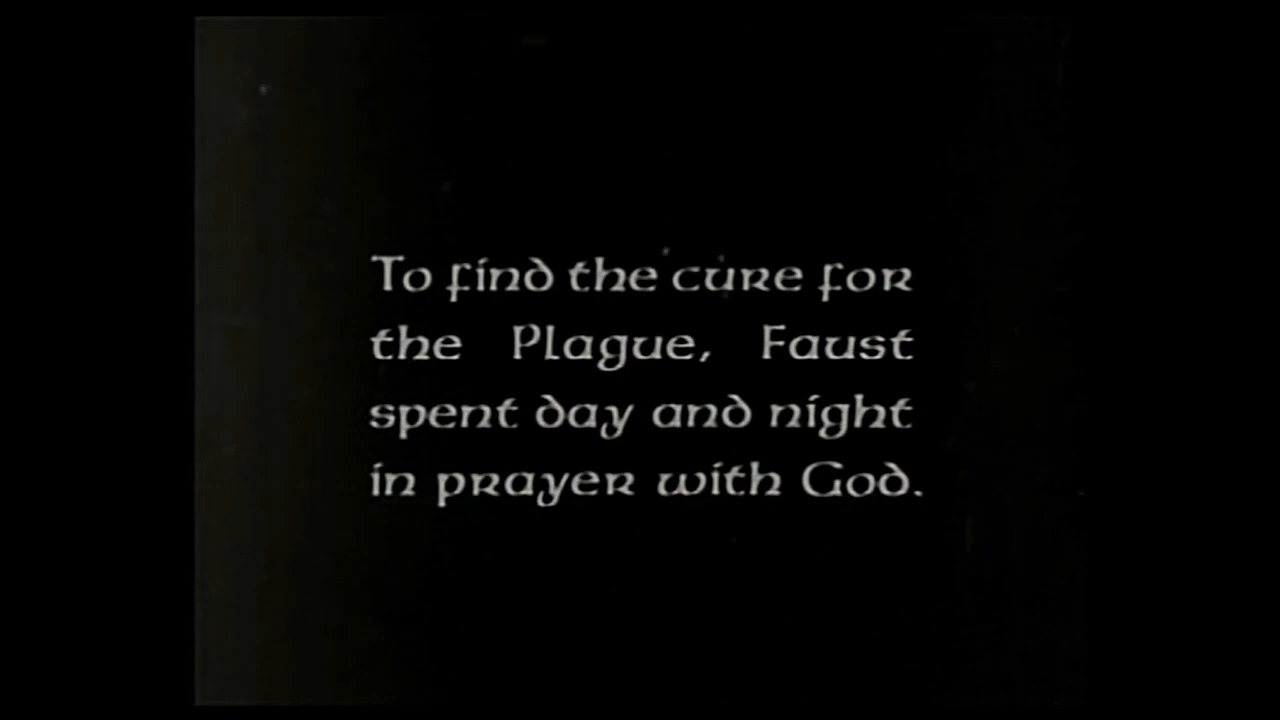 To find the cure for
the Plague, Faust
spent day and night
in prayer with God.